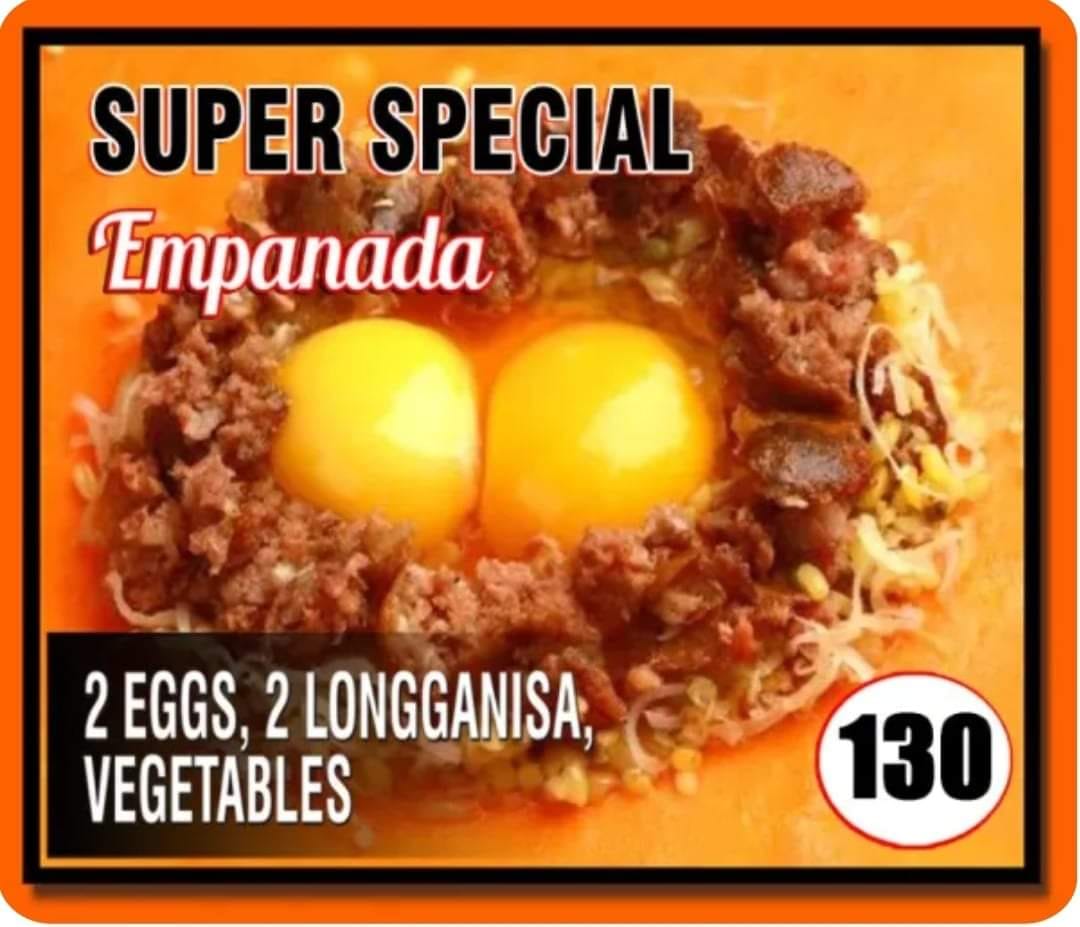 SUPER SPECIAL
Empanada
2 EGGS, 2 LONGGANISA,
VEGETABLES
130